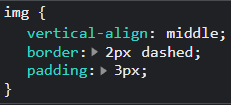 img {
vertical-align: middle;
border:▶ 2px dashed;
padding:▶ 3px;
}